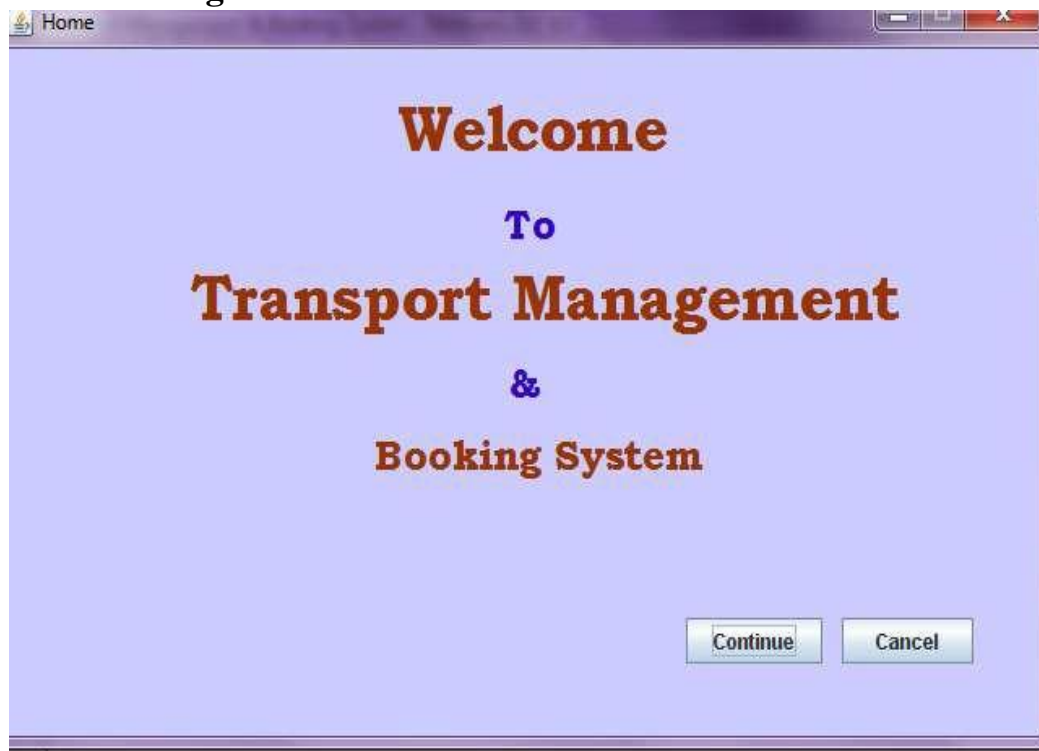 Home
Welcome
To
Transport Management
&
Booking System
Continue Cancel